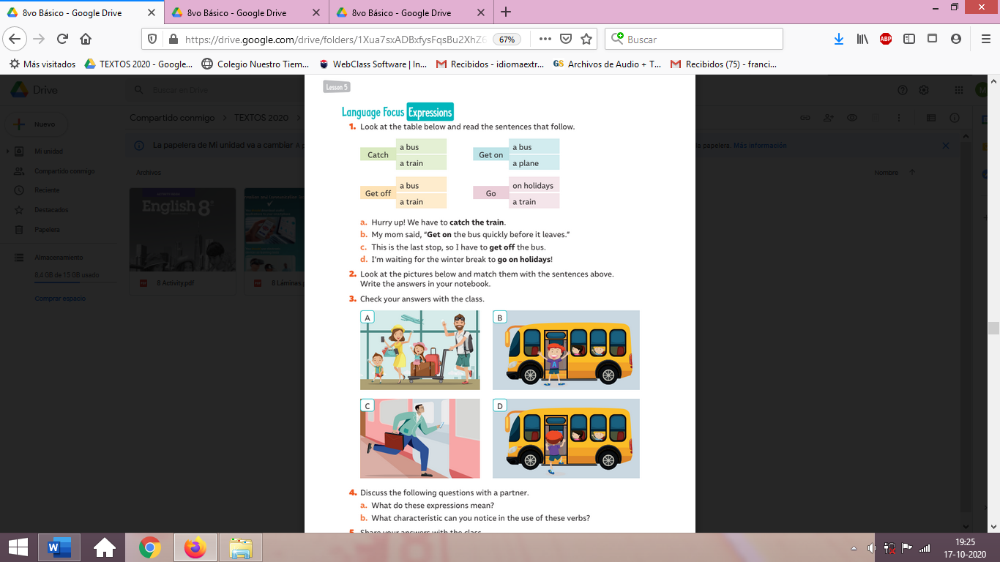 8vo Básico - Google Drive
8vo Básico - Google Drive
8vo Básico - Google Drive
https://drive.google.com/drive/folders/1Xua7sxADBxfysFqsBu2XhZ6
67%
Buscar
ABP
Más visitados
TEXTOS 2020 - Google...
Colegio Nuestro Tiem...
WebClass Software | In...
Recibidos - idiomaextr...
GS Archivos de Audio + T...
Recibidos (75) - franci...
Drive
Buscar en Drive
M
Nuevo
Compartido conmigo
TEXTOS 2020
La papelera de Mi unidad va a cambiar
papelera. Más información
Mi unidad
Compartido conmigo
Reciente
Destacados
Papelera
Almacenamiento
8,4 GB de 15 GB usado
Comprar espacio
Archivos
Nombre
English 8°
8 Activity.pdf
8 Láminas.p
Lesson 5
Language Focus Expressions
1. Look at the table below and read the sentences that follow.
Catch
a bus
a train
Get on
a bus
a plane
Get off
a bus
a train
Go
on holidays
a train
a. Hurry up! We have to catch the train.
b. My mom said, “Get on the bus quickly before it leaves.”
c. This is the last stop, so I have to get off the bus.
d. I’m waiting for the winter break to go on holidays!
2. Look at the pictures below and match them with the sentences above.
Write the answers in your notebook.
3. Check your answers with the class.
A
B
A
C
D
4. Discuss the following questions with a partner.
a. What do these expressions mean?
b. What characteristic can you notice in the use of these verbs?
5. Share your answers with the class.
W
19:25
17-10-2020